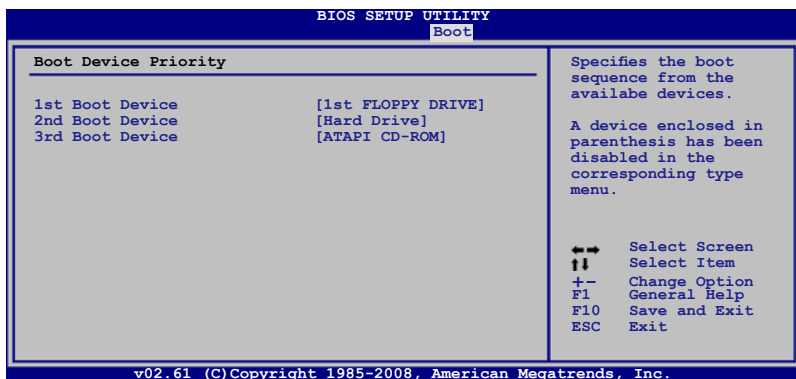 BIOS SETUP UTILITY
Boot
Boot Device Priority
1st Boot Device [1st FLOPPY DRIVE]
2nd Boot Device [Hard Drive]
3rd Boot Device [ATAPI CD-ROM]
Specifies the boot
sequence from the
availabe devices.
A device enclosed in
parenthesis has been
disabled in the
corresponding type
menu.
←→ Select Screen
↑↓ Select Item
+- Change Option
F1 General Help
F10 Save and Exit
ESC Exit
v02.61 (C)Copyright 1985-2008, American Megatrends, Inc.